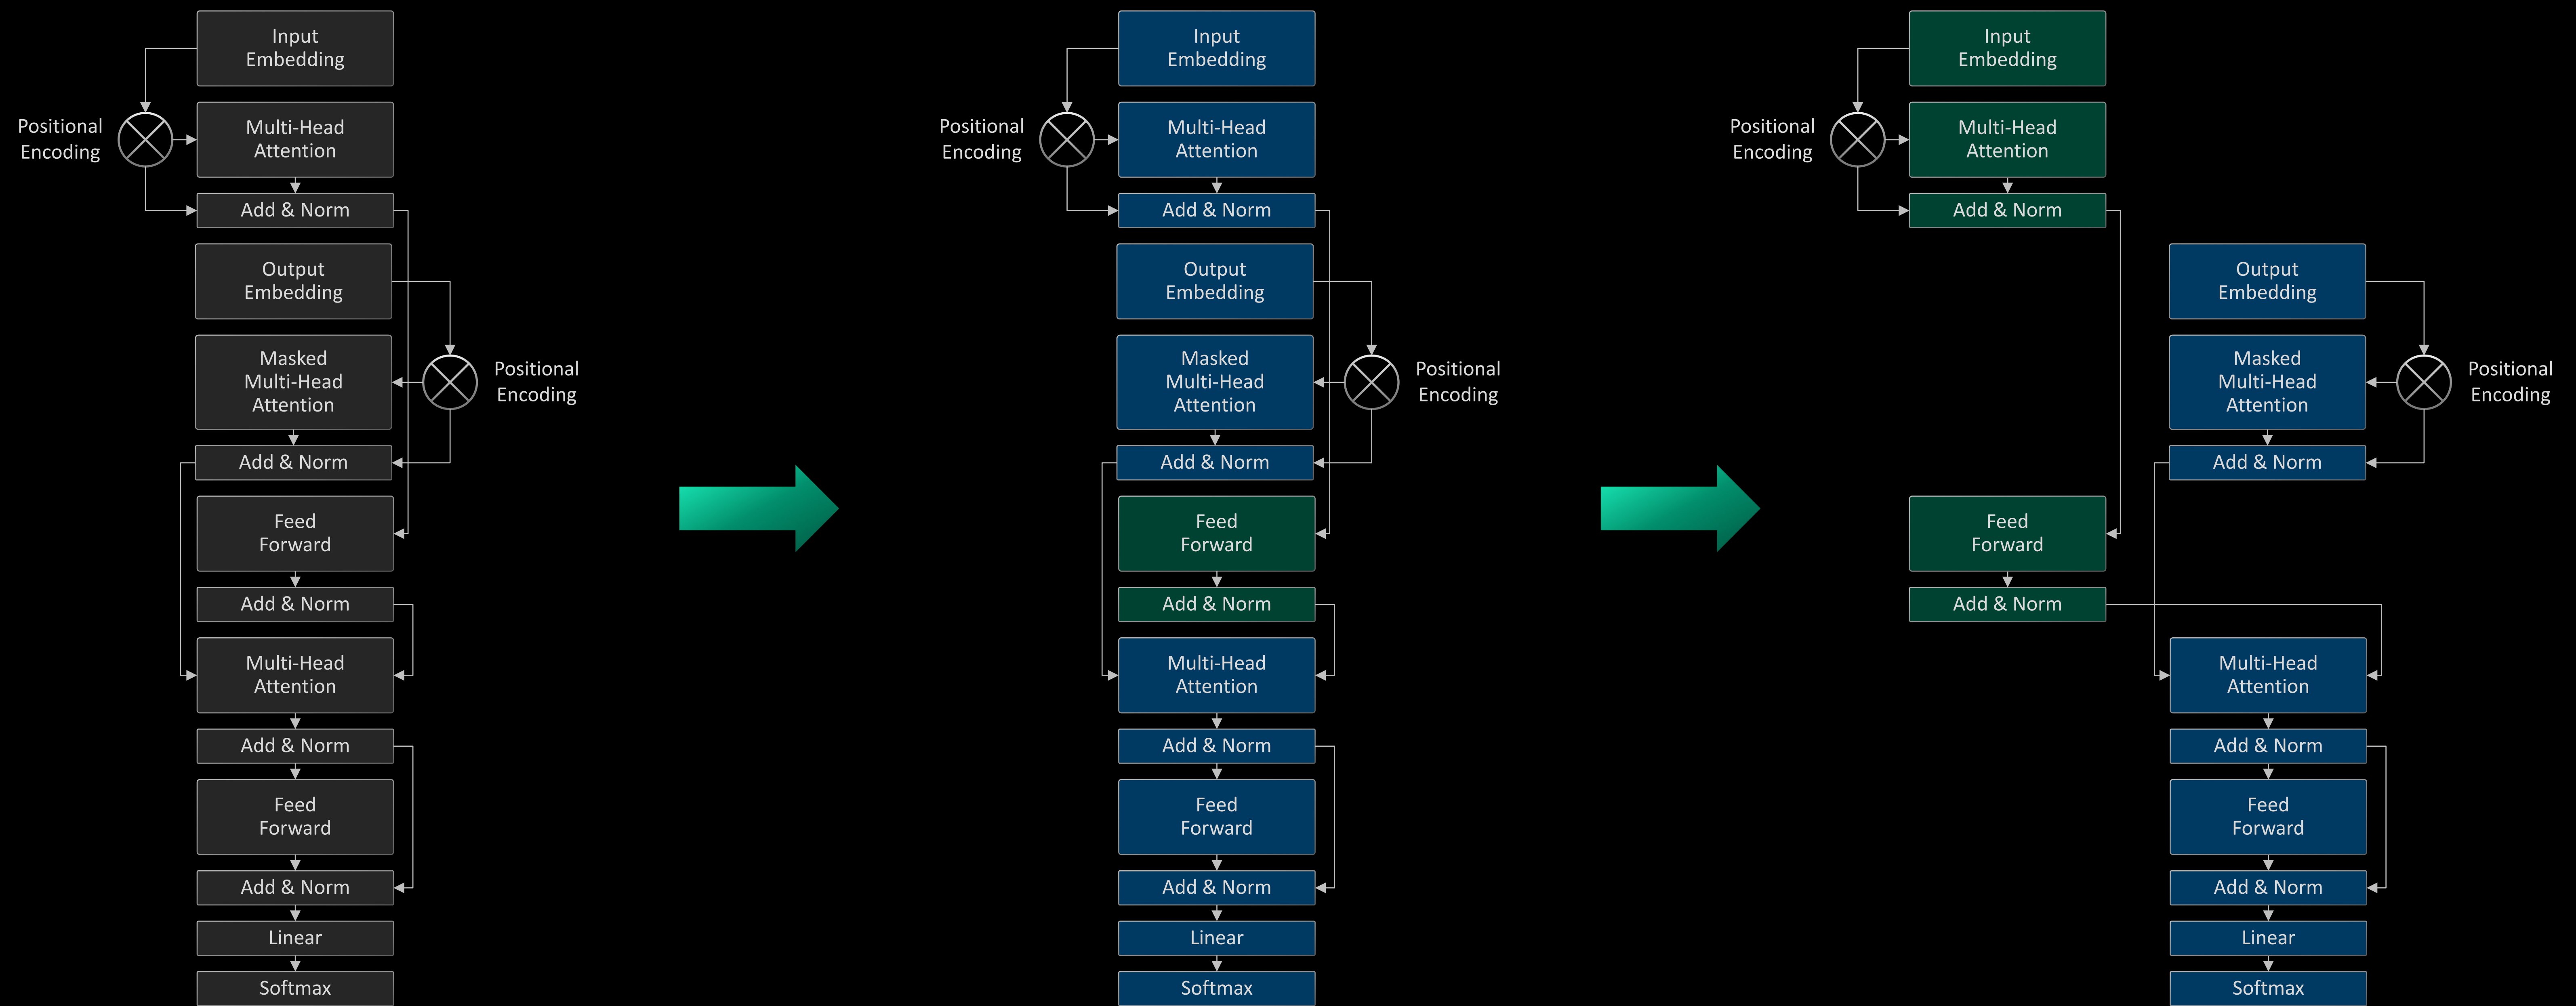 Input
Embedding
Positional
Encoding
Multi-Head
Attention
Add & Norm
Output
Embedding
Masked
Multi-Head
Attention
Positional
Encoding
Add & Norm
Feed
Forward
Add & Norm
Multi-Head
Attention
Add & Norm
Feed
Forward
Add & Norm
Linear
Softmax
Input
Embedding
Positional
Encoding
Multi-Head
Attention
Add & Norm
Output
Embedding
Masked
Multi-Head
Attention
Positional
Encoding
Add & Norm
Feed
Forward
Add & Norm
Multi-Head
Attention
Add & Norm
Feed
Forward
Add & Norm
Linear
Softmax
Input
Embedding
Positional
Encoding
Multi-Head
Attention
Add & Norm
Output
Embedding
Masked
Multi-Head
Attention
Positional
Encoding
Add & Norm
Feed
Forward
Add & Norm
Multi-Head
Attention
Add & Norm
Feed
Forward
Add & Norm
Linear
Softmax